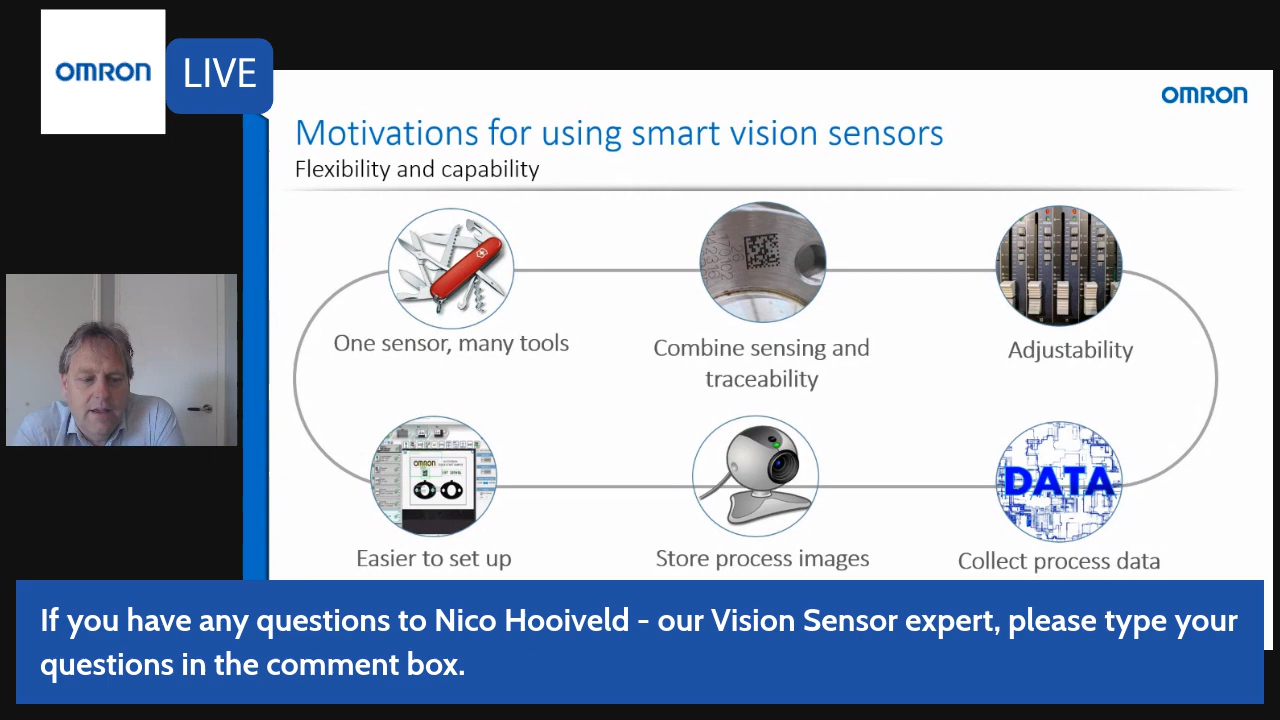 OMRON
LIVE
OMRON
Motivations for using smart vision sensors
Flexibility and capability
One sensor, many tools
Combine sensing and
traceability
Adjustability
OMRON
DATA
Easier to set up
Store process images
Collect process data
If you have any questions to Nico Hooiveld - our Vision Sensor expert, please type your
questions in the comment box.